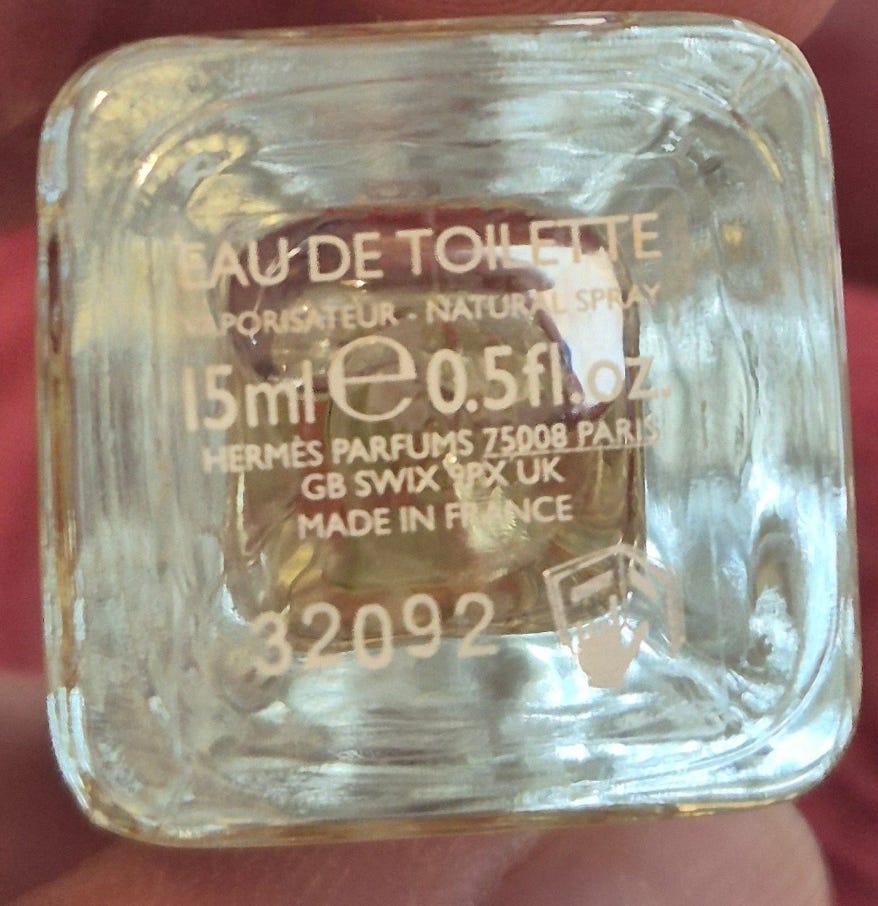 EAU DE TOILETTE
VAPORISATEUR - NATURAL SPRAY
15ml e 0.5fl.oz.
HERMÈS PARFUMS 75008 PARIS
GB SWIX 9PX UK
MADE IN FRANCE
32092